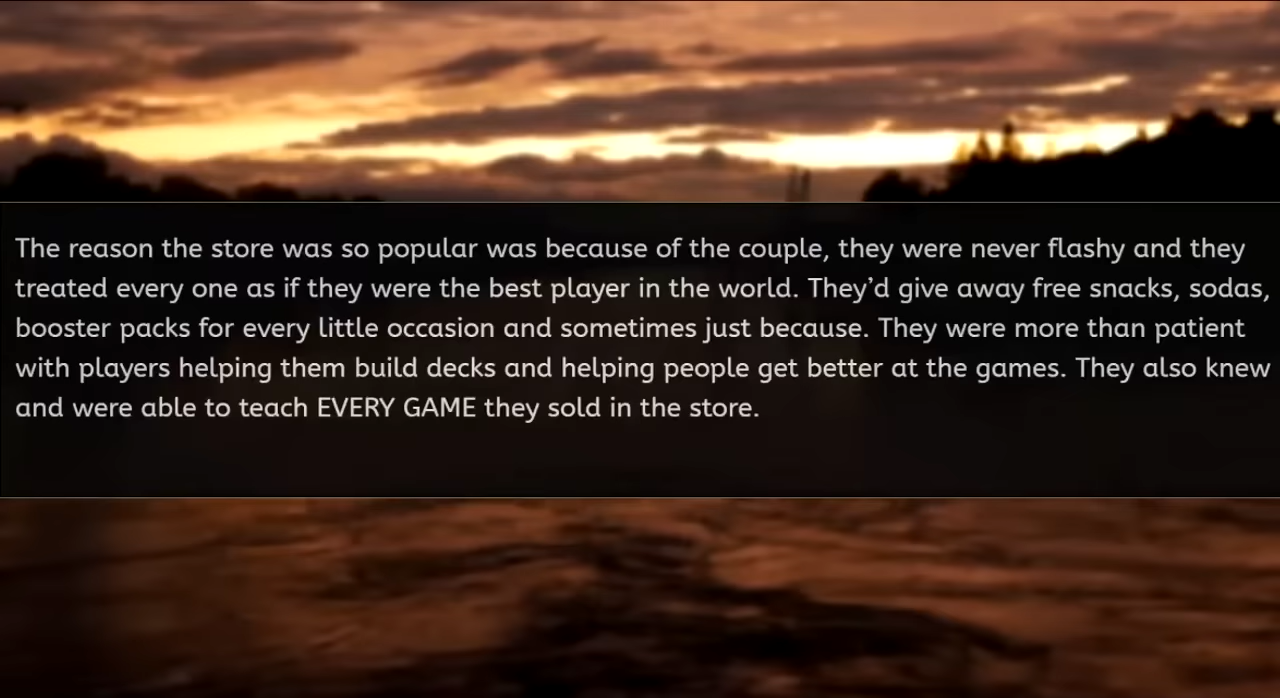 The reason the store was so popular was because of the couple, they were never flashy and they
treated every one as if they were the best player in the world. They’d give away free snacks, sodas,
booster packs for every little occasion and sometimes just because. They were more than patient
with players helping them build decks and helping people get better at the games. They also knew
and were able to teach EVERY GAME they sold in the store.